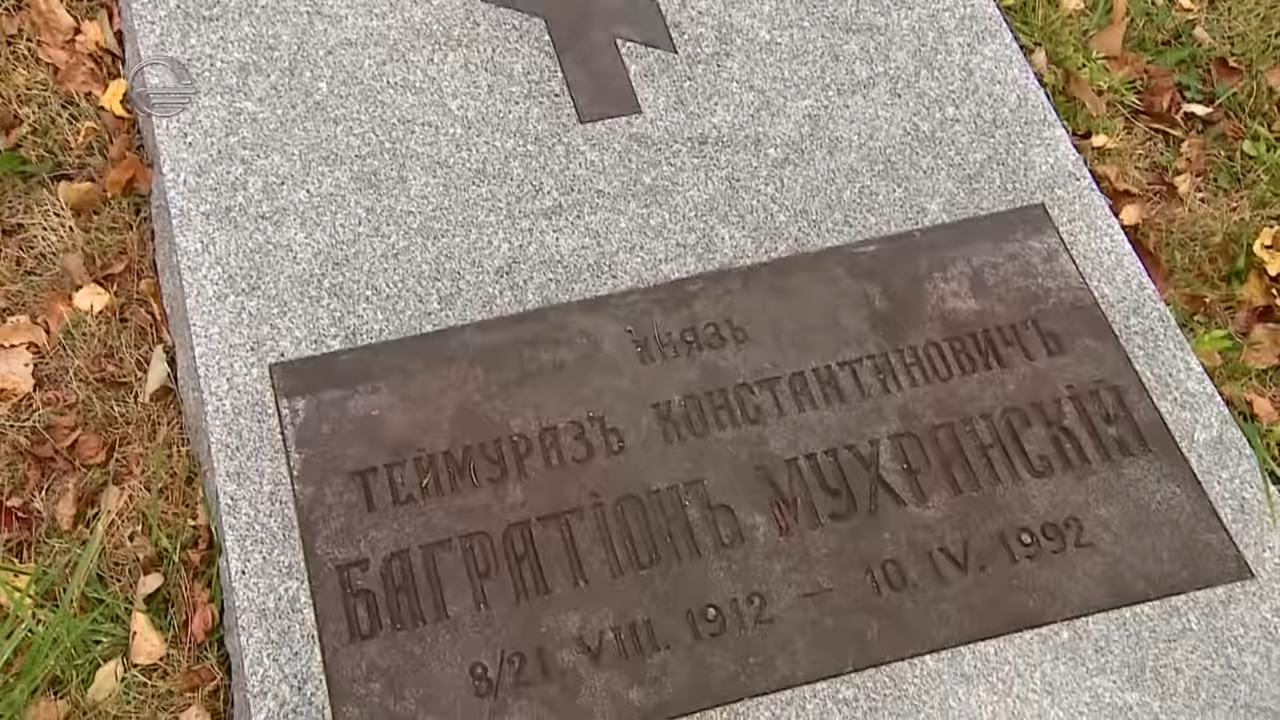 Князь
ТЕЙМУРАЗЪ КОНСТАНТИНОВИЧЪ
БАГРАТІОНЪ МУХРАНСКІЙ
8/21. VIII. 1912 — 10. IV. 1992